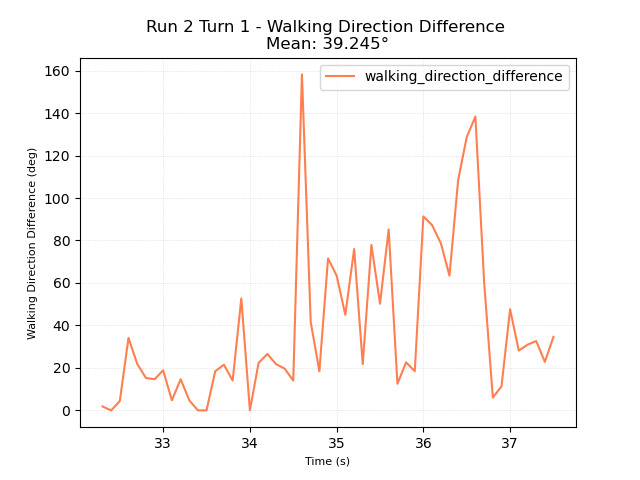 Run 2 Turn 1 - Walking Direction Difference
Mean: 39.245°
walking_direction_difference
Walking Direction Difference (deg)
160
140
120
100
80
60
40
20
0
33
34
35
36
37
Time (s)